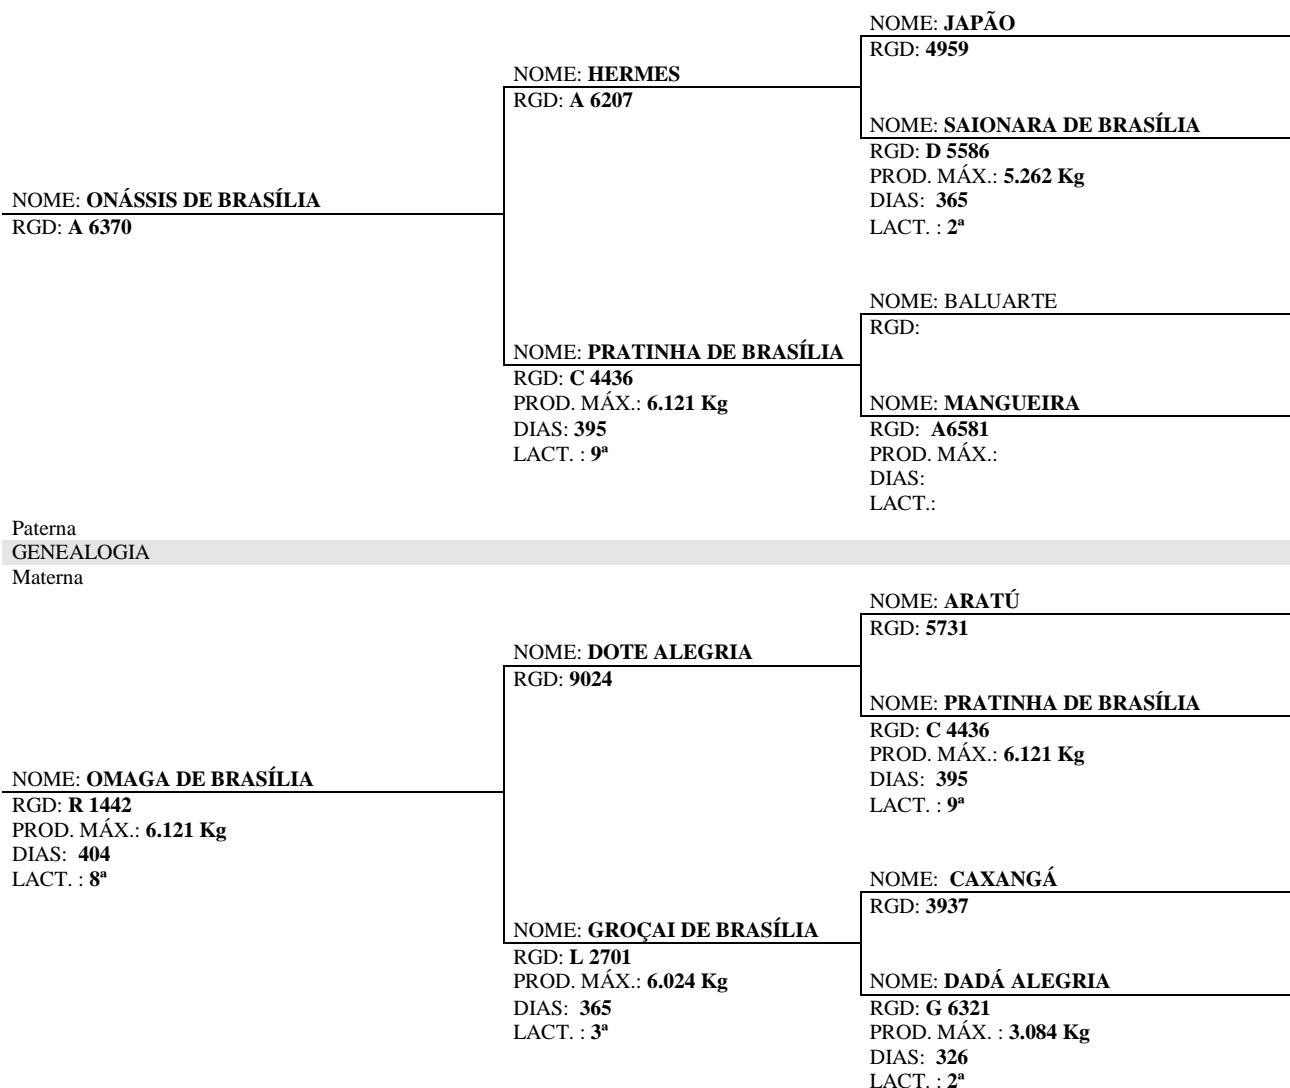 NOME: JAPÃO
RGD: 4959
NOME: HERMES
RGD: A 6207
NOME: SAIONARA DE BRASÍLIA
RGD: D 5586
PROD. MÁX.: 5.262 Kg
DIAS: 365
LACT. : 2ª
NOME: ONÁSSIS DE BRASÍLIA
RGD: A 6370
NOME: BALUARTE
RGD:
NOME: PRATINHA DE BRASÍLIA
RGD: C 4436
PROD. MÁX.: 6.121 Kg
DIAS: 395
LACT. : 9ª
NOME: MANGUEIRA
RGD: A6581
PROD. MÁX.:
DIAS:
LACT.:
Paterna
GENEALOGIA
Materna
NOME: ARATÚ
RGD: 5731
NOME: DOTE ALEGRIA
RGD: 9024
NOME: PRATINHA DE BRASÍLIA
RGD: C 4436
PROD. MÁX.: 6.121 Kg
DIAS: 395
LACT. : 9ª
NOME: OMAGA DE BRASÍLIA
RGD: R 1442
PROD. MÁX.: 6.121 Kg
DIAS: 404
LACT. : 8ª
NOME: CAXANGÁ
RGD: 3937
NOME: GROÇAI DE BRASÍLIA
RGD: L 2701
PROD. MÁX.: 6.024 Kg
DIAS: 365
LACT. : 3ª
NOME: DADÁ ALEGRIA
RGD: G 6321
PROD. MÁX. : 3.084 Kg
DIAS: 326
LACT. : 2ª